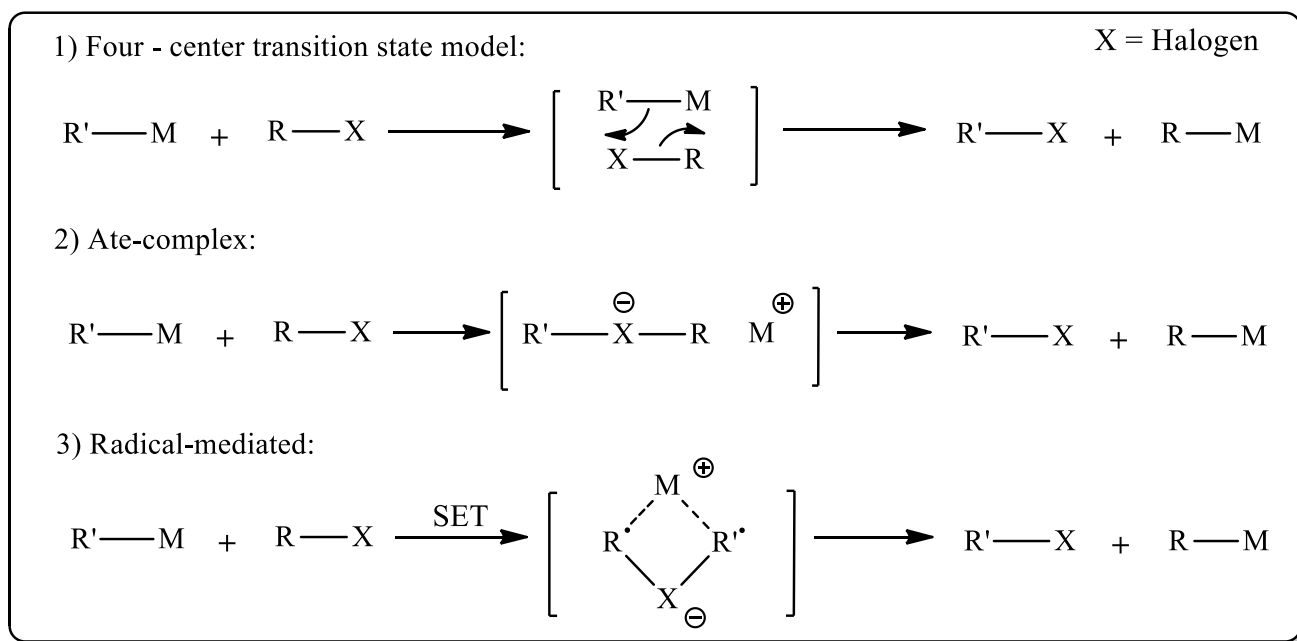 1) Four - center transition state model:
X = Halogen
R'—M + R—X [ R'—M X—R ] R'—X + R—M
2) Ate-complex:
R'—M + R—X [ R'—X—R M ] R'—X + R—M
⊖ ⊕
3) Radical-mediated:
R'—M + R—X SET [ M ⊕ R· R'· X ⊖ ] R'—X + R—M